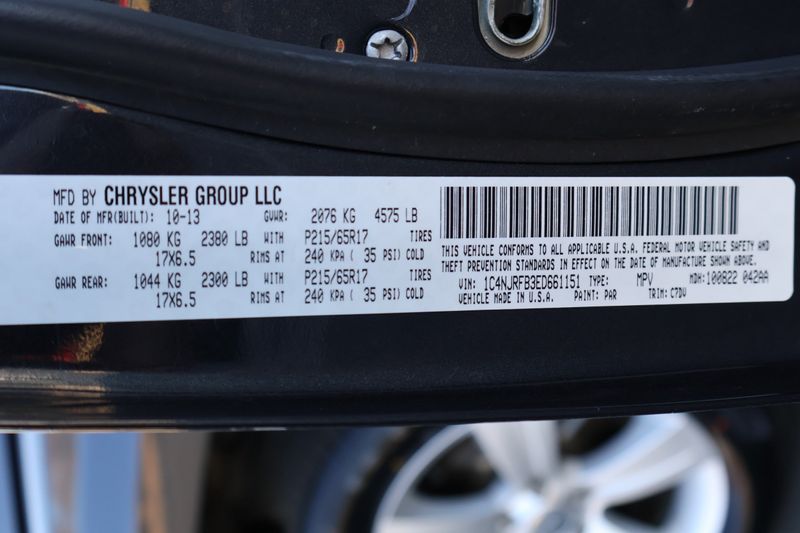 MFD BY CHRYSLER GROUP LLC
DATE OF MFR(BUILT): 10-13 GVWR: 2076 KG 4575 LB
GAWR FRONT: 1080 KG 2380 LB WITH P215/65R17 TIRES
17X6.5 RIMS AT 240 KPA ( 35 PSI) COLD
GAWR REAR: 1044 KG 2300 LB WITH P215/65R17 TIRES
17X6.5 RIMS AT 240 KPA ( 35 PSI) COLD
THIS VEHICLE CONFORMS TO ALL APPLICABLE U.S.A. FEDERAL MOTOR VEHICLE SAFETY AND
THEFT PREVENTION STANDARDS IN EFFECT ON THE DATE OF MANUFACTURE SHOWN ABOVE.
VIN: 1C4NJRFB3ED661151 TYPE: MPV MDH: 100822 042AA
VEHICLE MADE IN U.S.A. PAINT: PAR TRIM: C7DV